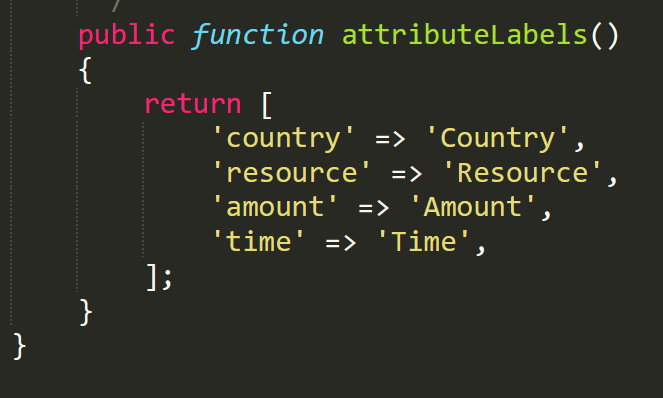 /
public function attributeLabels()
{
return [
'country' => 'Country',
'resource' => 'Resource',
'amount' => 'Amount',
'time' => 'Time',
];
}
}